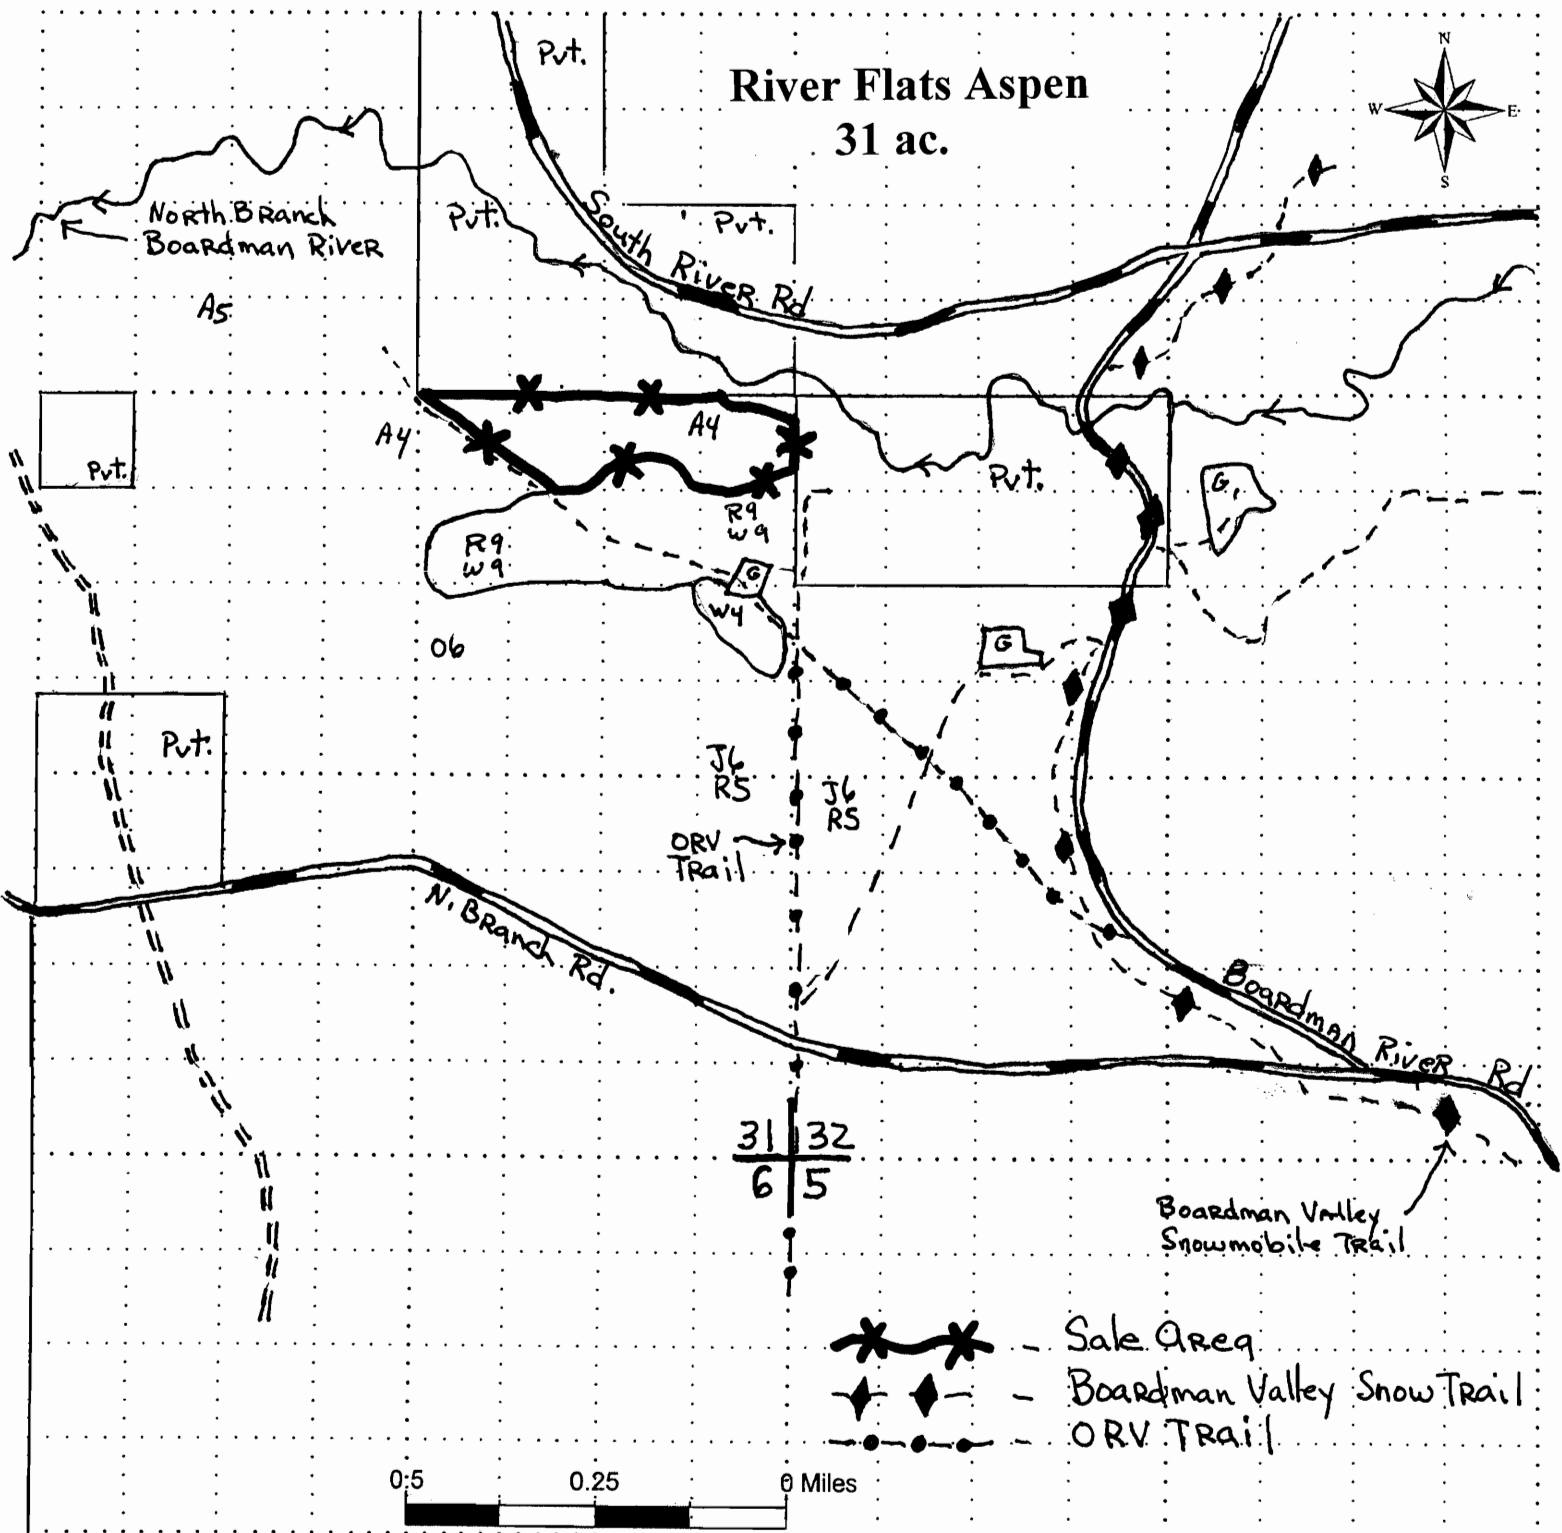 Pvt.
River Flats Aspen
31 ac.
N
W
E
S
North Branch
Boardman River
Pvt.
South River Rd
Pvt.
A5
A4
A4
Pvt.
Pvt.
G
R9
W9
R9
W9
G
W4
G
06
Pvt.
J6
R5
J6
R5
ORV
Trail
N. Branch Rd.
Boardman River Rd.
31 32
6 5
Boardman Valley
Snowmobile Trail
- Sale Area
- Boardman Valley Snow Trail
- ORV Trail
0.5 0.25 0 Miles